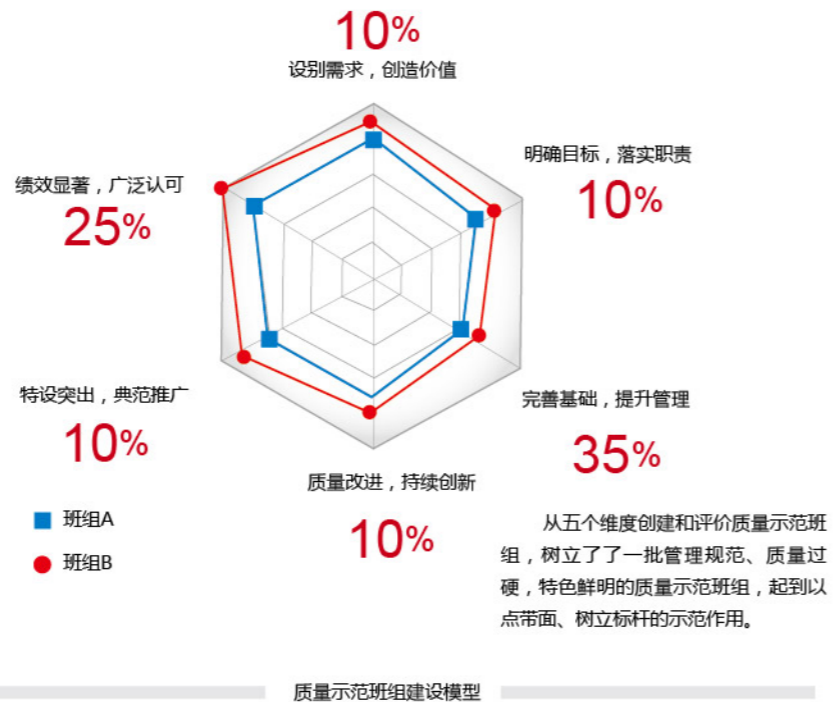 10%
设别需求，创造价值
明确目标，落实职责
10%
绩效显著，广泛认可
25%
特设突出，典范推广
10%
完善基础，提升管理
35%
质量改进，持续创新
10%
班组A
班组B
从五个维度创建和评价质量示范班
组，树立了了一批管理规范、质量过
硬，特色鲜明的质量示范班组，起到以
点带面、树立标杆的示范作用。
质量示范班组建设模型